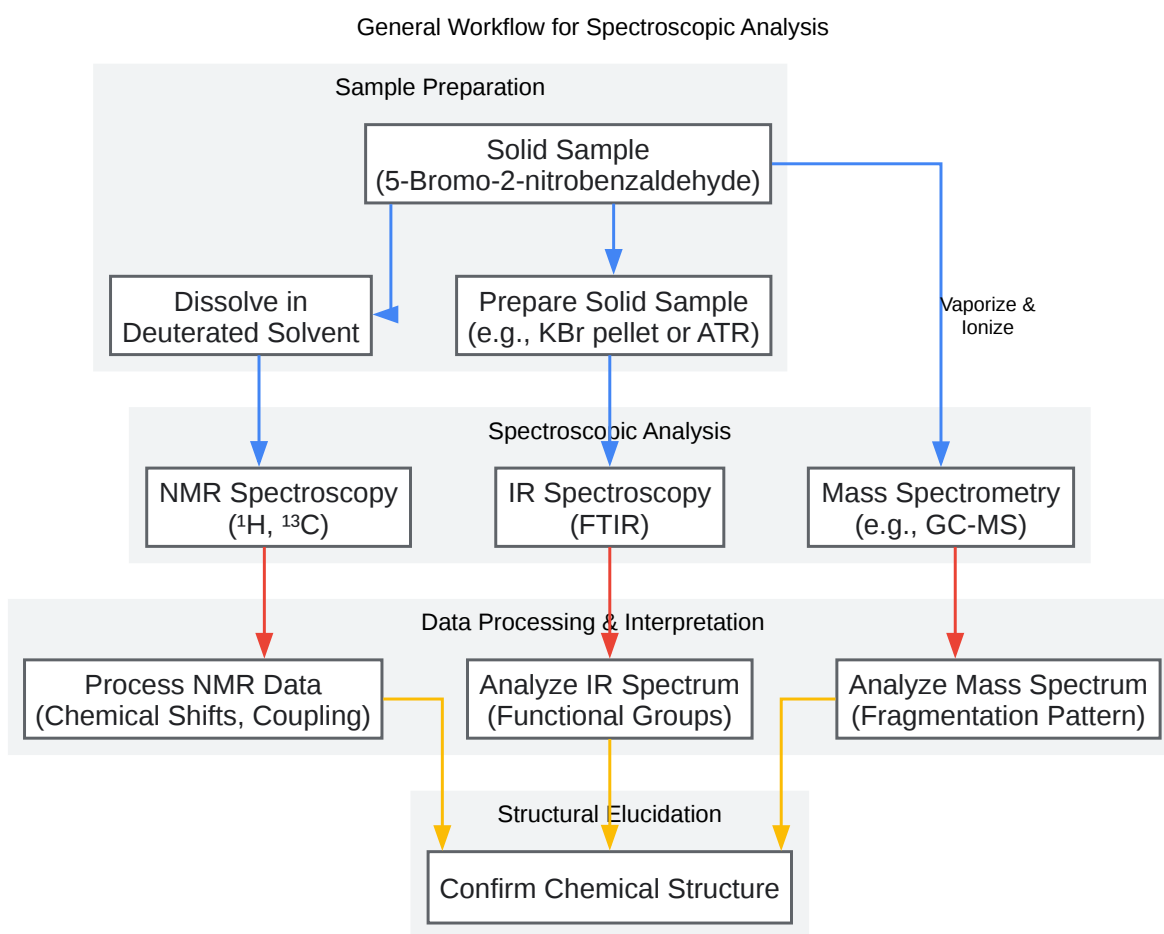 General Workflow for Spectroscopic Analysis
Sample Preparation
Solid Sample
(5-Bromo-2-nitrobenzaldehyde)
Dissolve in
Deuterated Solvent
Prepare Solid Sample
(e.g., KBr pellet or ATR)
Vaporize &
Ionize
Spectroscopic Analysis
NMR Spectroscopy
(¹H, ¹³C)
IR Spectroscopy
(FTIR)
Mass Spectrometry
(e.g., GC-MS)
Data Processing & Interpretation
Process NMR Data
(Chemical Shifts, Coupling)
Analyze IR Spectrum
(Functional Groups)
Analyze Mass Spectrum
(Fragmentation Pattern)
Structural Elucidation
Confirm Chemical Structure